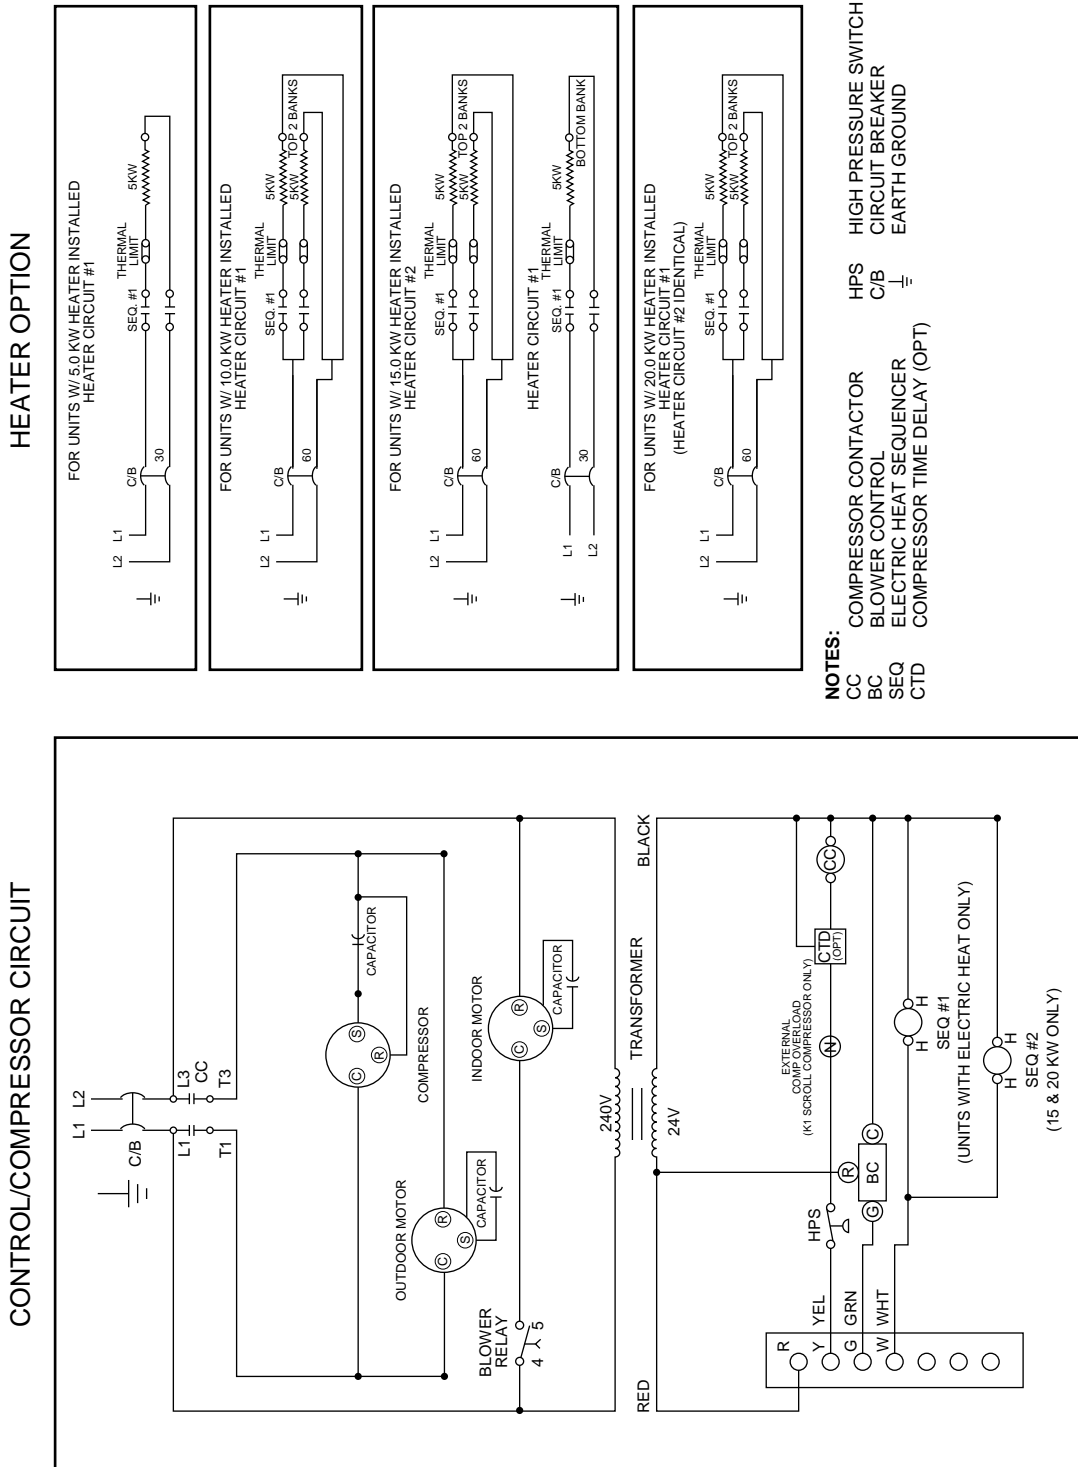 CONTROL/COMPRESSOR CIRCUIT
L1
L2
C/B
L1
L3
CC
T1
T3
S
CAPACITOR
C
R
COMPRESSOR
OUTDOOR MOTOR
C
R
S
CAPACITOR
INDOOR MOTOR
C
R
S
CAPACITOR
BLOWER
RELAY
4
5
240V
TRANSFORMER
24V
RED
BLACK
R
Y
YEL
G
GRN
W
WHT
HPS
EXTERNAL
COMP OVERLOAD
(K1 SCROLL COMPRESSOR ONLY)
N
CTD
(OPT)
CC
R
G
BC
C
H
H
SEQ #1
(UNITS WITH ELECTRIC HEAT ONLY)
H
H
SEQ #2
(15 & 20 KW ONLY)
HEATER OPTION
FOR UNITS W/ 5.0 KW HEATER INSTALLED
HEATER CIRCUIT #1
L2
L1
C/B
30
SEQ. #1
THERMAL
LIMIT
5KW
FOR UNITS W/ 10.0 KW HEATER INSTALLED
HEATER CIRCUIT #1
L2
L1
C/B
60
SEQ. #1
THERMAL
LIMIT
5KW
5KW
TOP 2 BANKS
FOR UNITS W/ 15.0 KW HEATER INSTALLED
HEATER CIRCUIT #2
L2
L1
C/B
60
SEQ. #1
THERMAL
LIMIT
5KW
5KW
TOP 2 BANKS
HEATER CIRCUIT #1
L1
L2
C/B
30
SEQ. #1
THERMAL
LIMIT
5KW
BOTTOM BANK
FOR UNITS W/ 20.0 KW HEATER INSTALLED
HEATER CIRCUIT #1
(HEATER CIRCUIT #2 IDENTICAL)
L2
L1
C/B
60
SEQ. #1
THERMAL
LIMIT
5KW
5KW
TOP 2 BANKS
NOTES:
CC COMPRESSOR CONTACTOR
BC BLOWER CONTROL
SEQ ELECTRIC HEAT SEQUENCER
CTD COMPRESSOR TIME DELAY (OPT)
HPS HIGH PRESSURE SWITCH
C/B CIRCUIT BREAKER
EARTH GROUND